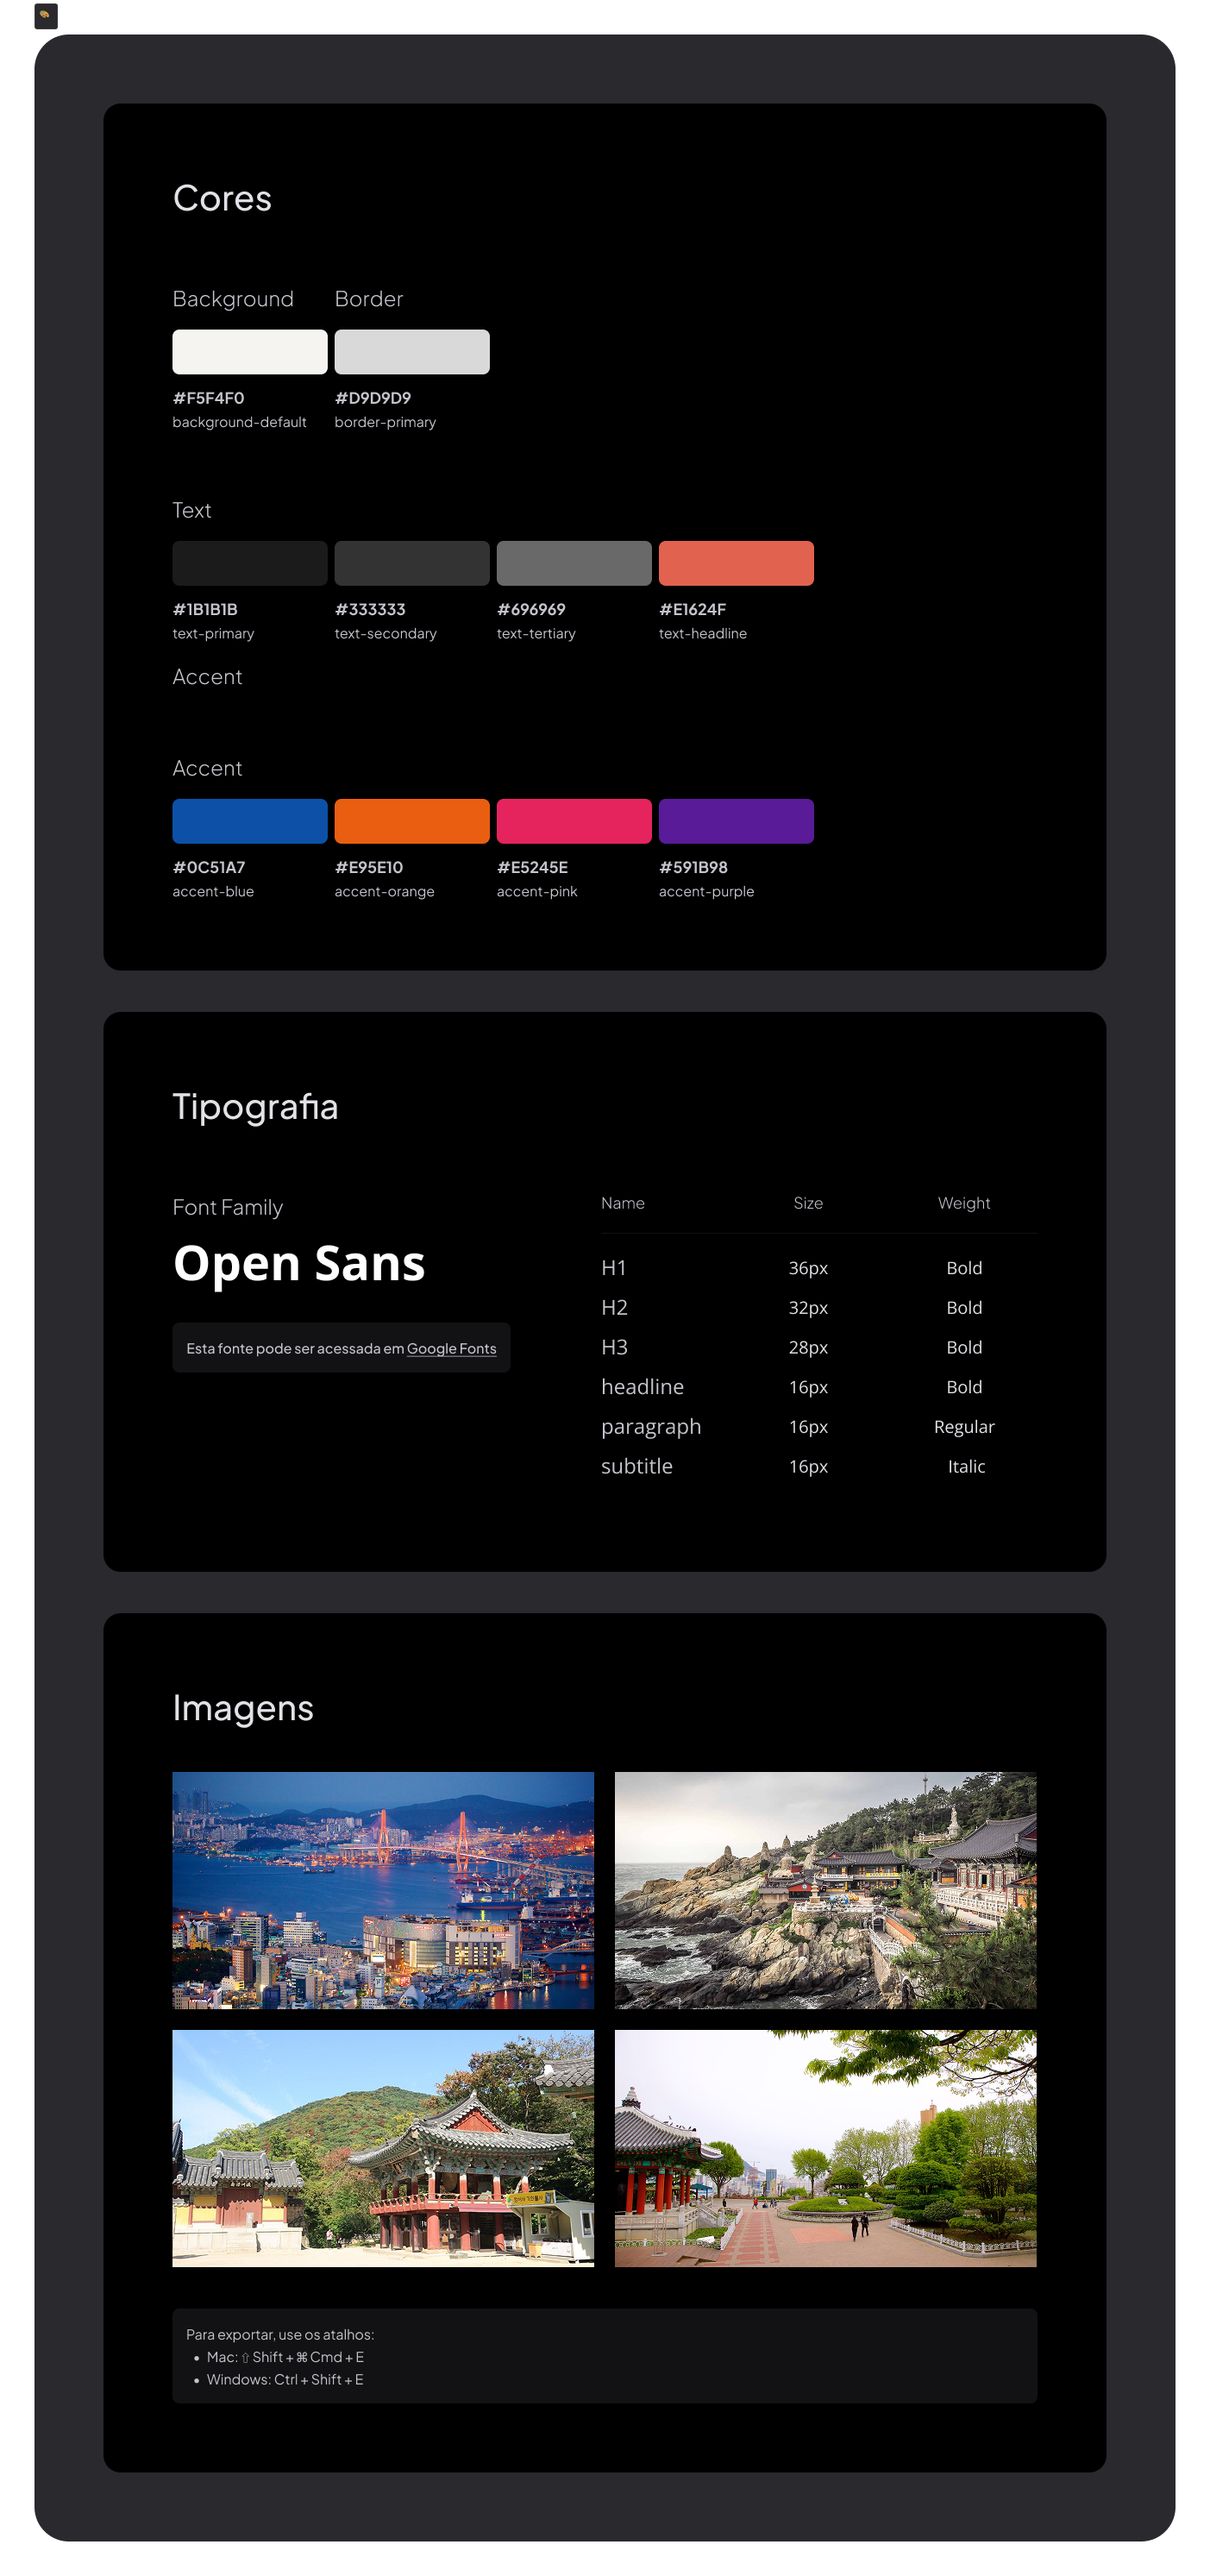 Cores
Background Border
#F5F4F0 #D9D9D9
background-default border-primary
Text
#1B1B1B #333333 #696969 #E1624F
text-primary text-secondary text-tertiary text-headline
Accent
Accent
#0C51A7 #E95E10 #E5245E #591B98
accent-blue accent-orange accent-pink accent-purple
Tipografia
Font Family
Open Sans
Esta fonte pode ser acessada em Google Fonts
Name Size Weight
H1 36px Bold
H2 32px Bold
H3 28px Bold
headline 16px Bold
paragraph 16px Regular
subtitle 16px Italic
Imagens
Para exportar, use os atalhos:
• Mac: ⇧ Shift + ⌘ Cmd + E
• Windows: Ctrl + Shift + E